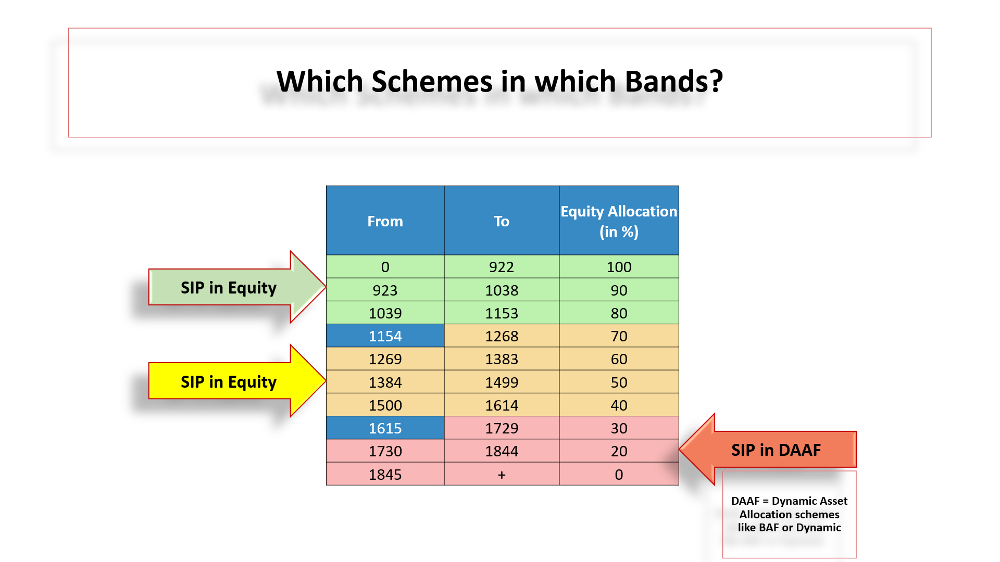 Which Schemes in which Bands?
From To Equity Allocation
(in %)
0 922 100
SIP in Equity
923 1038 90
1039 1153 80
1154 1268 70
1269 1383 60
SIP in Equity
1384 1499 50
1500 1614 40
1615 1729 30
1730 1844 20
SIP in DAAF
1845 + 0
DAAF = Dynamic Asset
Allocation schemes
like BAF or Dynamic